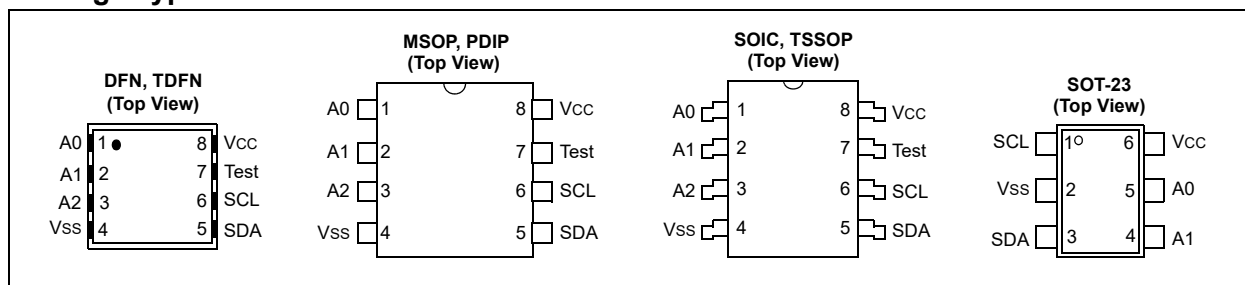 DFN, TDFN
(Top View)
A0 1 8 VCC
A1 2 7 Test
A2 3 6 SCL
VSS 4 5 SDA
MSOP, PDIP
(Top View)
A0 1 8 VCC
A1 2 7 Test
A2 3 6 SCL
VSS 4 5 SDA
SOIC, TSSOP
(Top View)
A0 1 8 VCC
A1 2 7 Test
A2 3 6 SCL
VSS 4 5 SDA
SOT-23
(Top View)
SCL 1 6 VCC
VSS 2 5 A0
SDA 3 4 A1